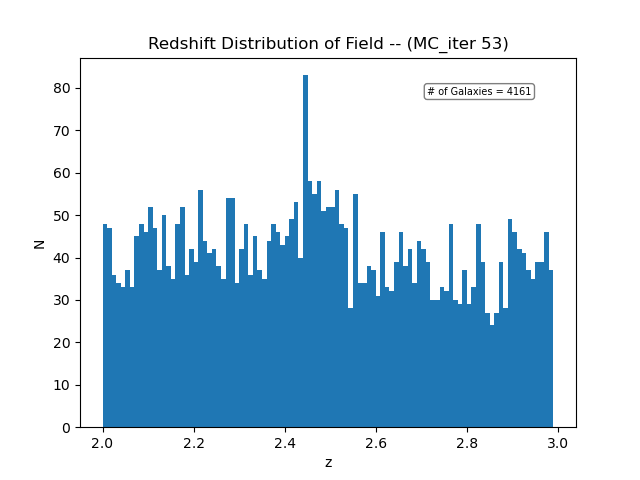 Redshift Distribution of Field -- (MC_iter 53)
# of Galaxies = 4161
80
70
60
50
40
30
20
10
0
N
2.0 2.2 2.4 2.6 2.8 3.0
z